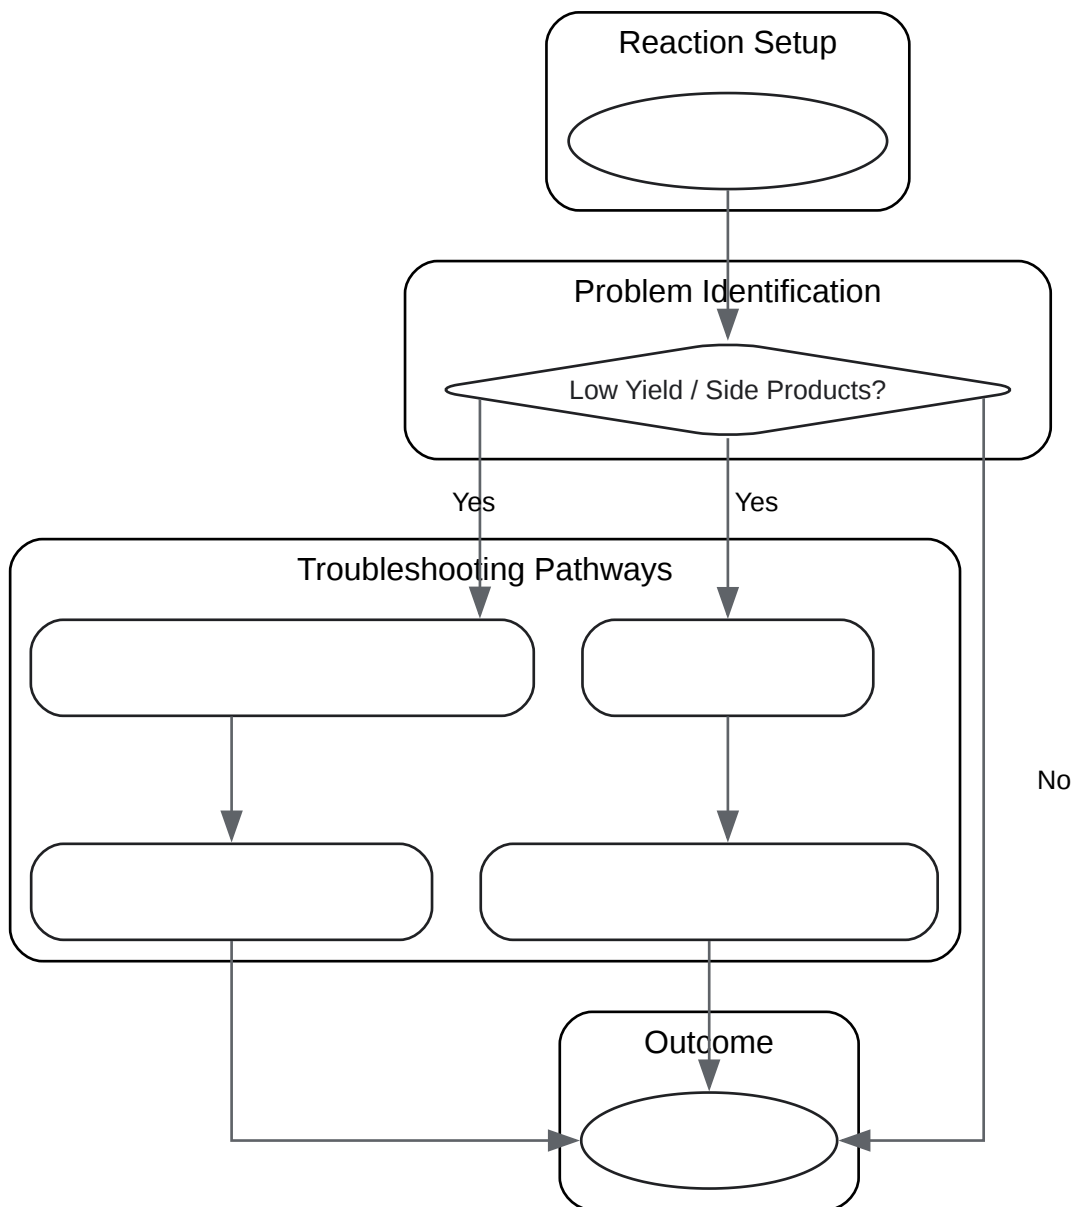 Reaction Setup
Problem Identification
Low Yield / Side Products?
Yes
Yes
Troubleshooting Pathways
No
Outcome